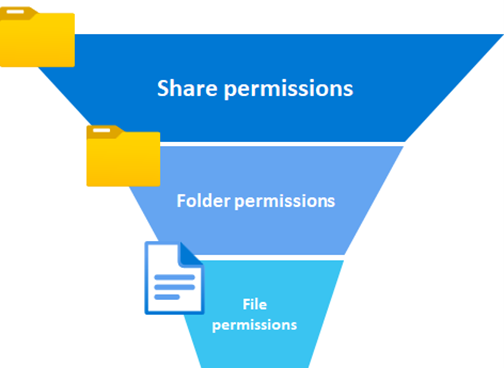 Share permissions
Folder permissions
File
permissions